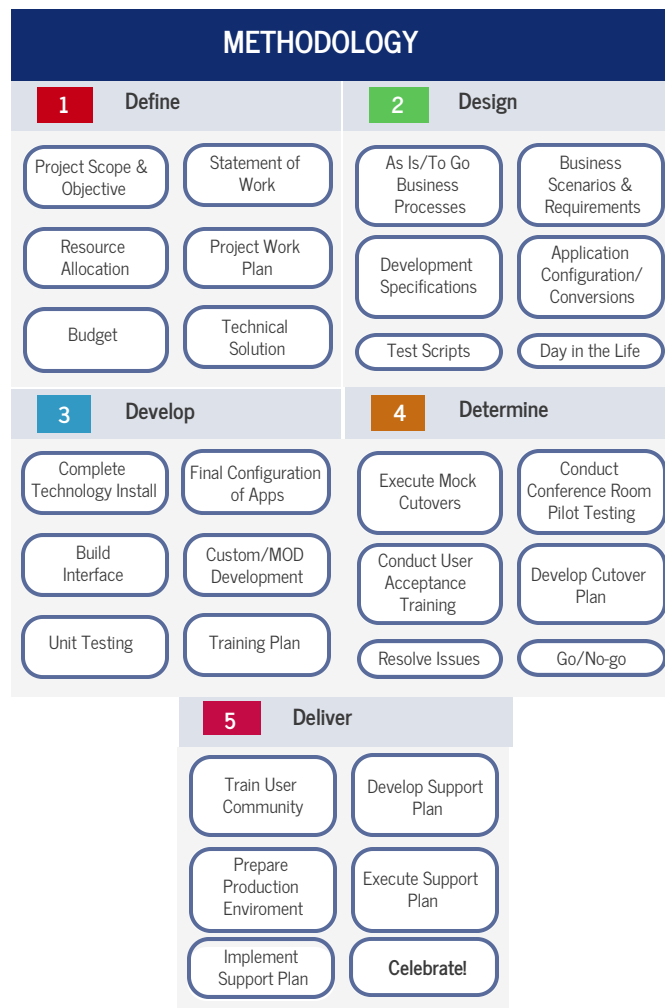 METHODOLOGY
1 Define
Project Scope &
Objective
Statement of
Work
Resource
Allocation
Project Work
Plan
Budget
Technical
Solution
2 Design
As Is/To Go
Business
Processes
Business
Scenarios &
Requirements
Development
Specifications
Application
Configuration/
Conversions
Test Scripts
Day in the Life
3 Develop
Complete
Technology Install
Final Configuration
of Apps
Build
Interface
Custom/MOD
Development
Unit Testing
Training Plan
4 Determine
Execute Mock
Cutovers
Conduct
Conference Room
Pilot Testing
Conduct User
Acceptance
Training
Develop Cutover
Plan
Resolve Issues
Go/No-go
5 Deliver
Train User
Community
Develop Support
Plan
Prepare
Production
Enviroment
Execute Support
Plan
Implement
Support Plan
Celebrate!